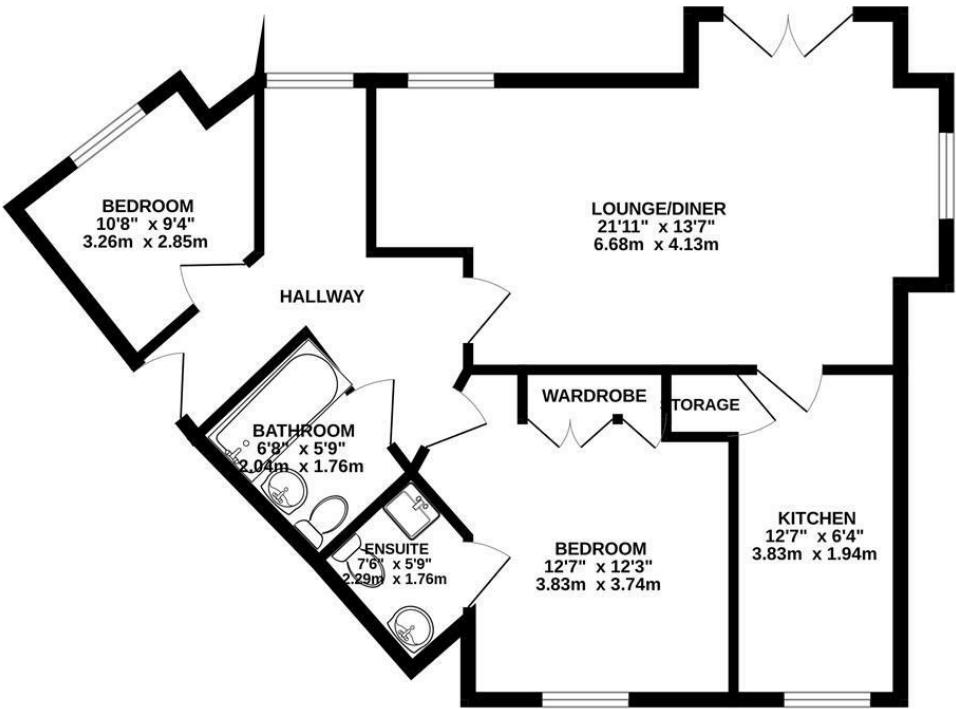 BEDROOM
10'8" x 9'4"
3.26m x 2.85m
LOUNGE/DINER
21'11" x 13'7"
6.68m x 4.13m
HALLWAY
WARDROBE
STORAGE
BATHROOM
6'8" x 5'9"
2.04m x 1.76m
ENSUITE
7'6" x 5'9"
2.29m x 1.76m
BEDROOM
12'7" x 12'3"
3.83m x 3.74m
KITCHEN
12'7" x 6'4"
3.83m x 1.94m